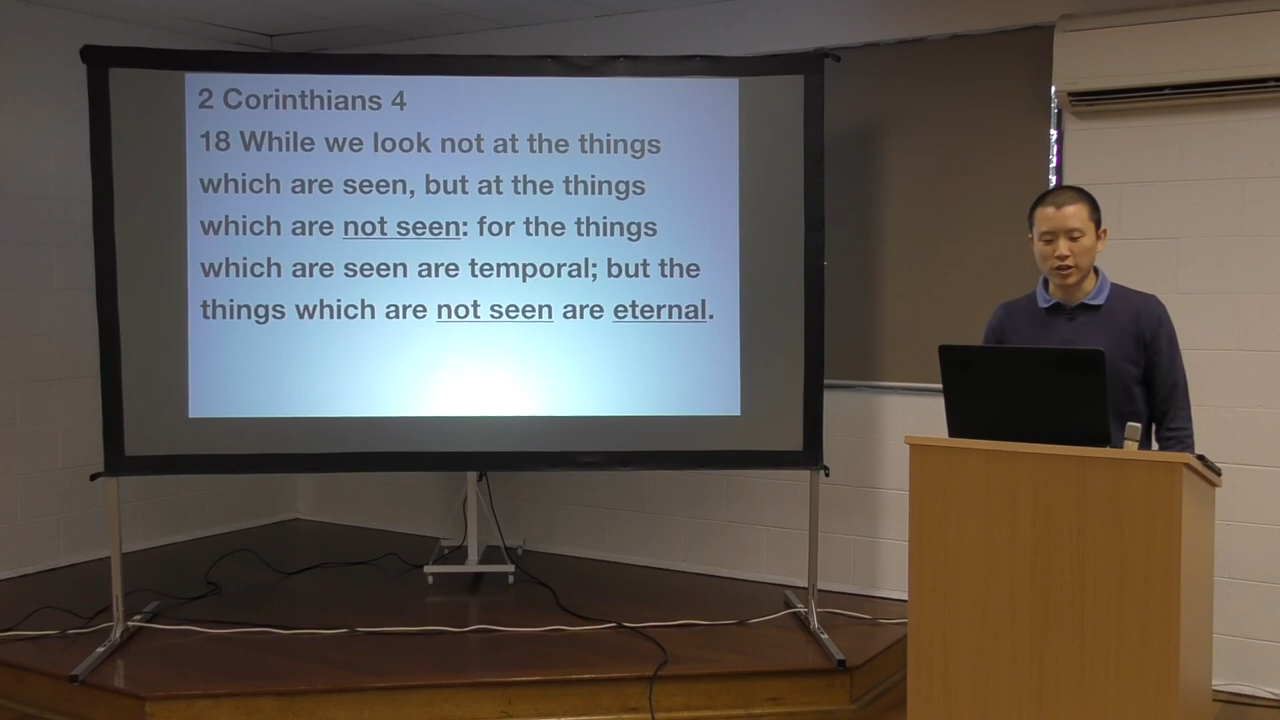 2 Corinthians 4
18 While we look not at the things
which are seen, but at the things
which are not seen: for the things
which are seen are temporal; but the
things which are not seen are eternal.